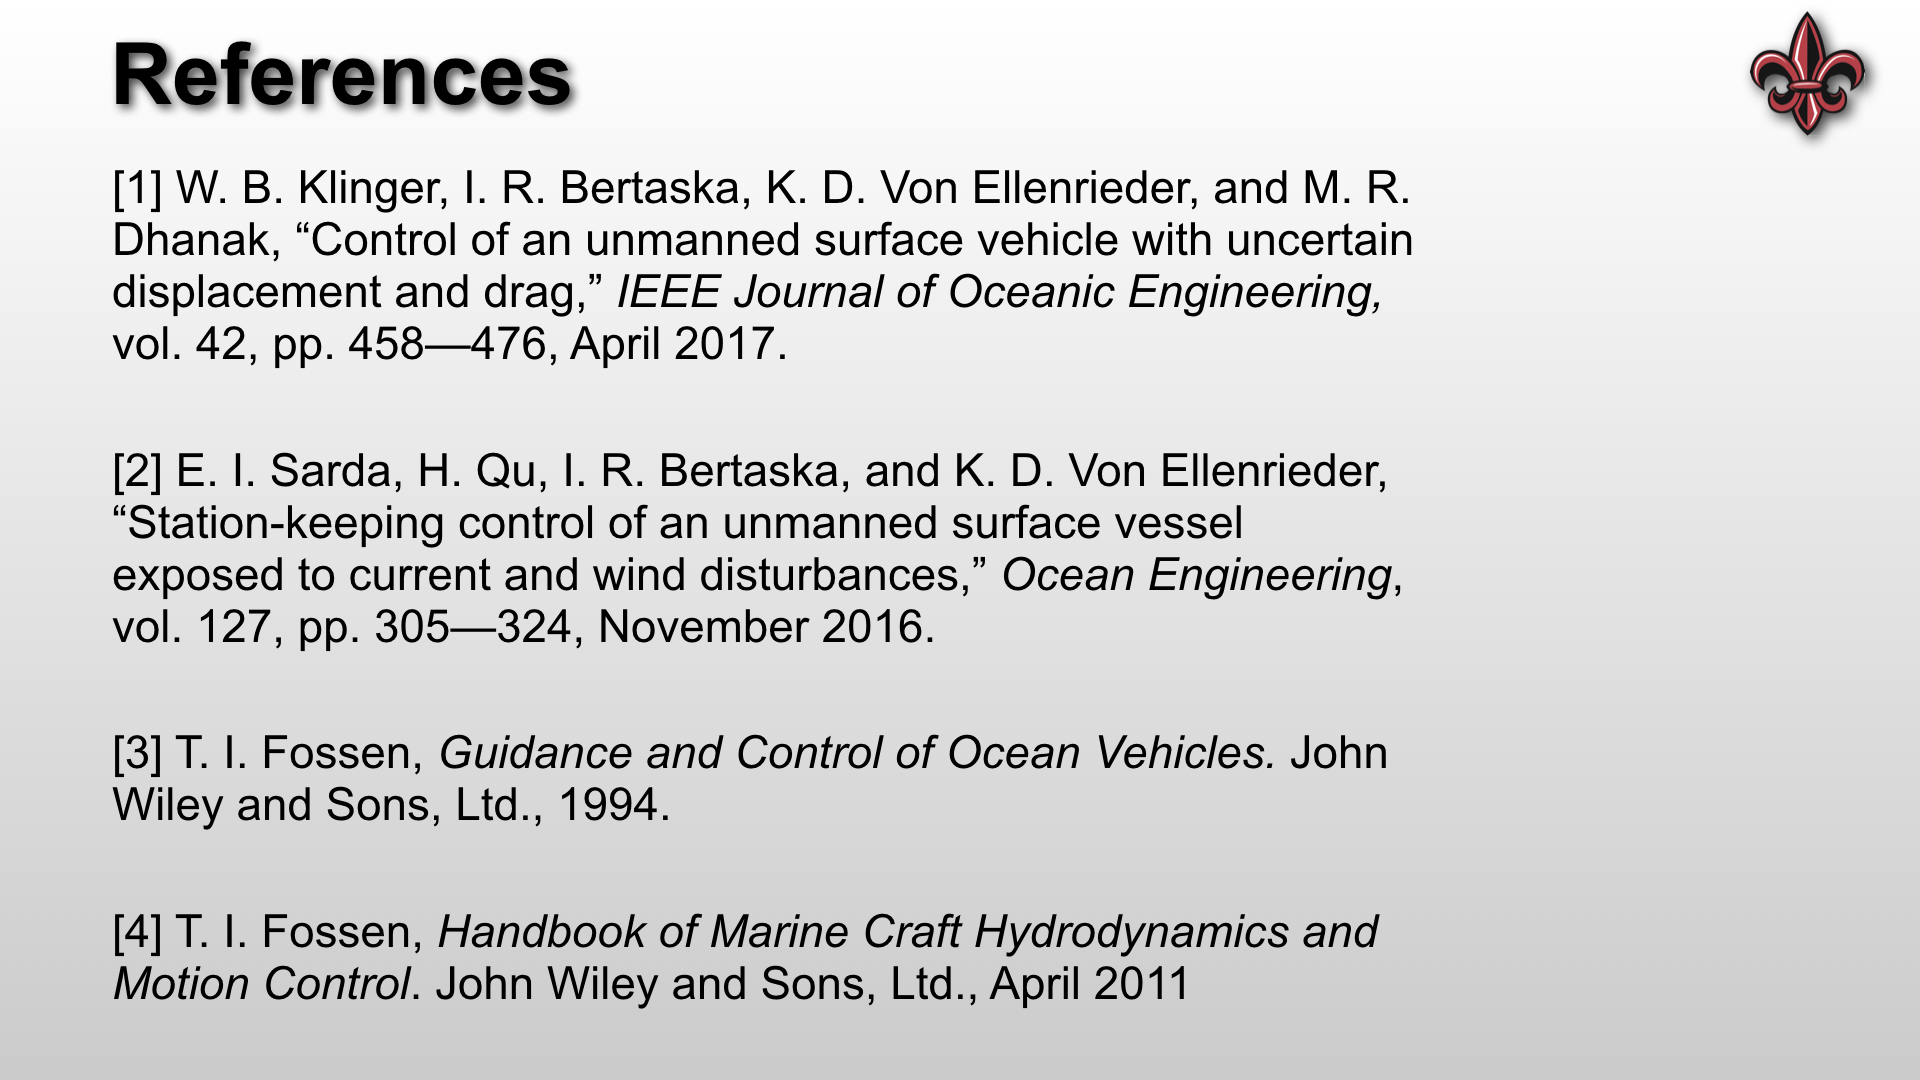 References
[1] W. B. Klinger, I. R. Bertaska, K. D. Von Ellenrieder, and M. R.
Dhanak, “Control of an unmanned surface vehicle with uncertain
displacement and drag,” IEEE Journal of Oceanic Engineering,
vol. 42, pp. 458—476, April 2017.
[2] E. I. Sarda, H. Qu, I. R. Bertaska, and K. D. Von Ellenrieder,
“Station-keeping control of an unmanned surface vessel
exposed to current and wind disturbances,” Ocean Engineering,
vol. 127, pp. 305—324, November 2016.
[3] T. I. Fossen, Guidance and Control of Ocean Vehicles. John
Wiley and Sons, Ltd., 1994.
[4] T. I. Fossen, Handbook of Marine Craft Hydrodynamics and
Motion Control. John Wiley and Sons, Ltd., April 2011